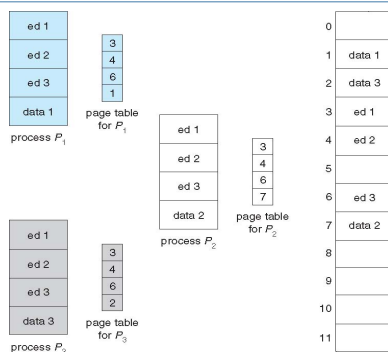 ed 1
ed 2
ed 3
data 1
process P1
3
4
6
1
page table
for P1
ed 1
ed 2
ed 3
data 2
process P2
3
4
6
7
page table
for P2
ed 1
ed 2
ed 3
data 3
process P3
3
4
6
2
page table
for P3
0
1 data 1
2 data 3
3 ed 1
4 ed 2
5
6 ed 3
7 data 2
8
9
10
11